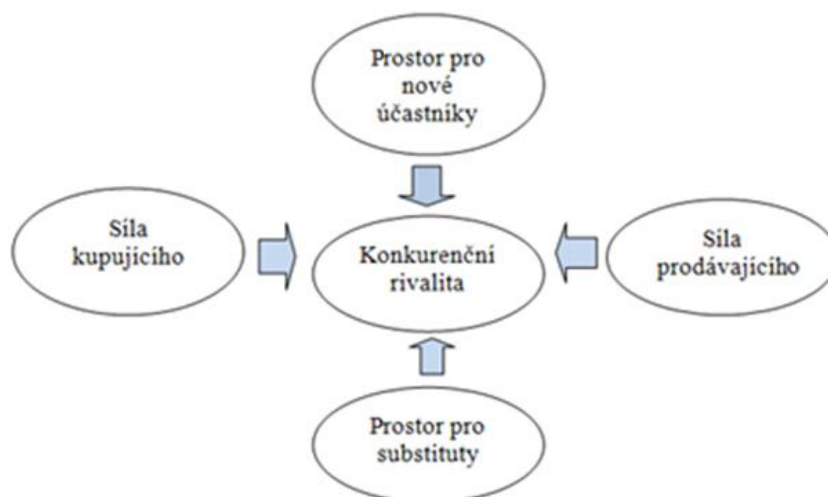 Prostor pro
nové
účastníky
Síla
kupujícího
Konkurenční
rivalita
Síla
prodávajícího
Prostor pro
substituty